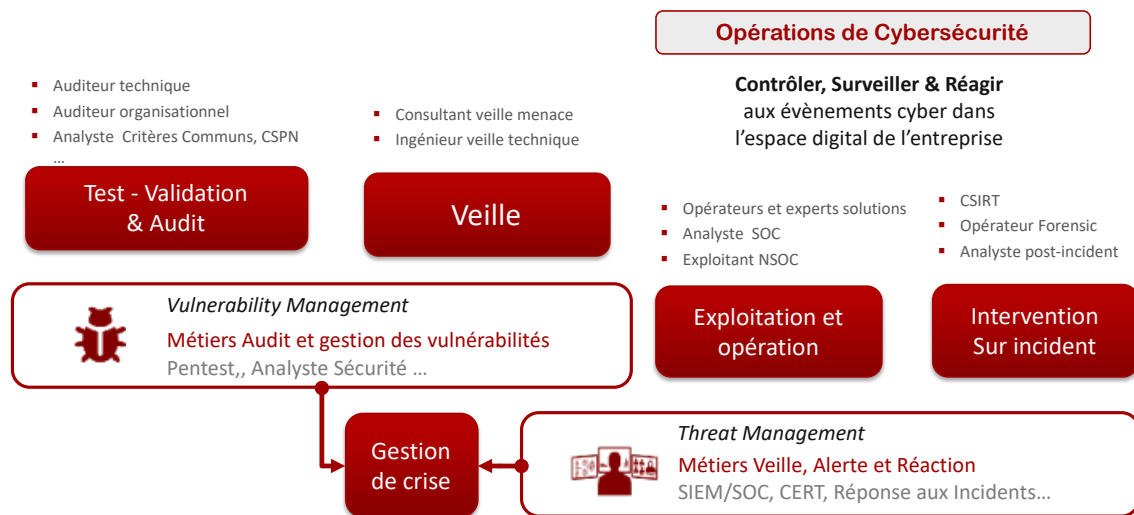 Opérations de Cybersécurité
Contrôler, Surveiller & Réagir
aux évènements cyber dans
l'espace digital de l'entreprise
▪ Auditeur technique
▪ Auditeur organisationnel
▪ Analyste Critères Communs, CSPN
…
Test - Validation
& Audit
▪ Consultant veille menace
▪ Ingénieur veille technique
Veille
▪ Opérateurs et experts solutions
▪ Analyste SOC
▪ Exploitant NSOC
Exploitation et
opération
▪ CSIRT
▪ Opérateur Forensic
▪ Analyste post-incident
Intervention
Sur incident
Vulnerability Management
Métiers Audit et gestion des vulnérabilités
Pentest,, Analyste Sécurité …
Gestion
de crise
Threat Management
Métiers Veille, Alerte et Réaction
SIEM/SOC, CERT, Réponse aux Incidents…